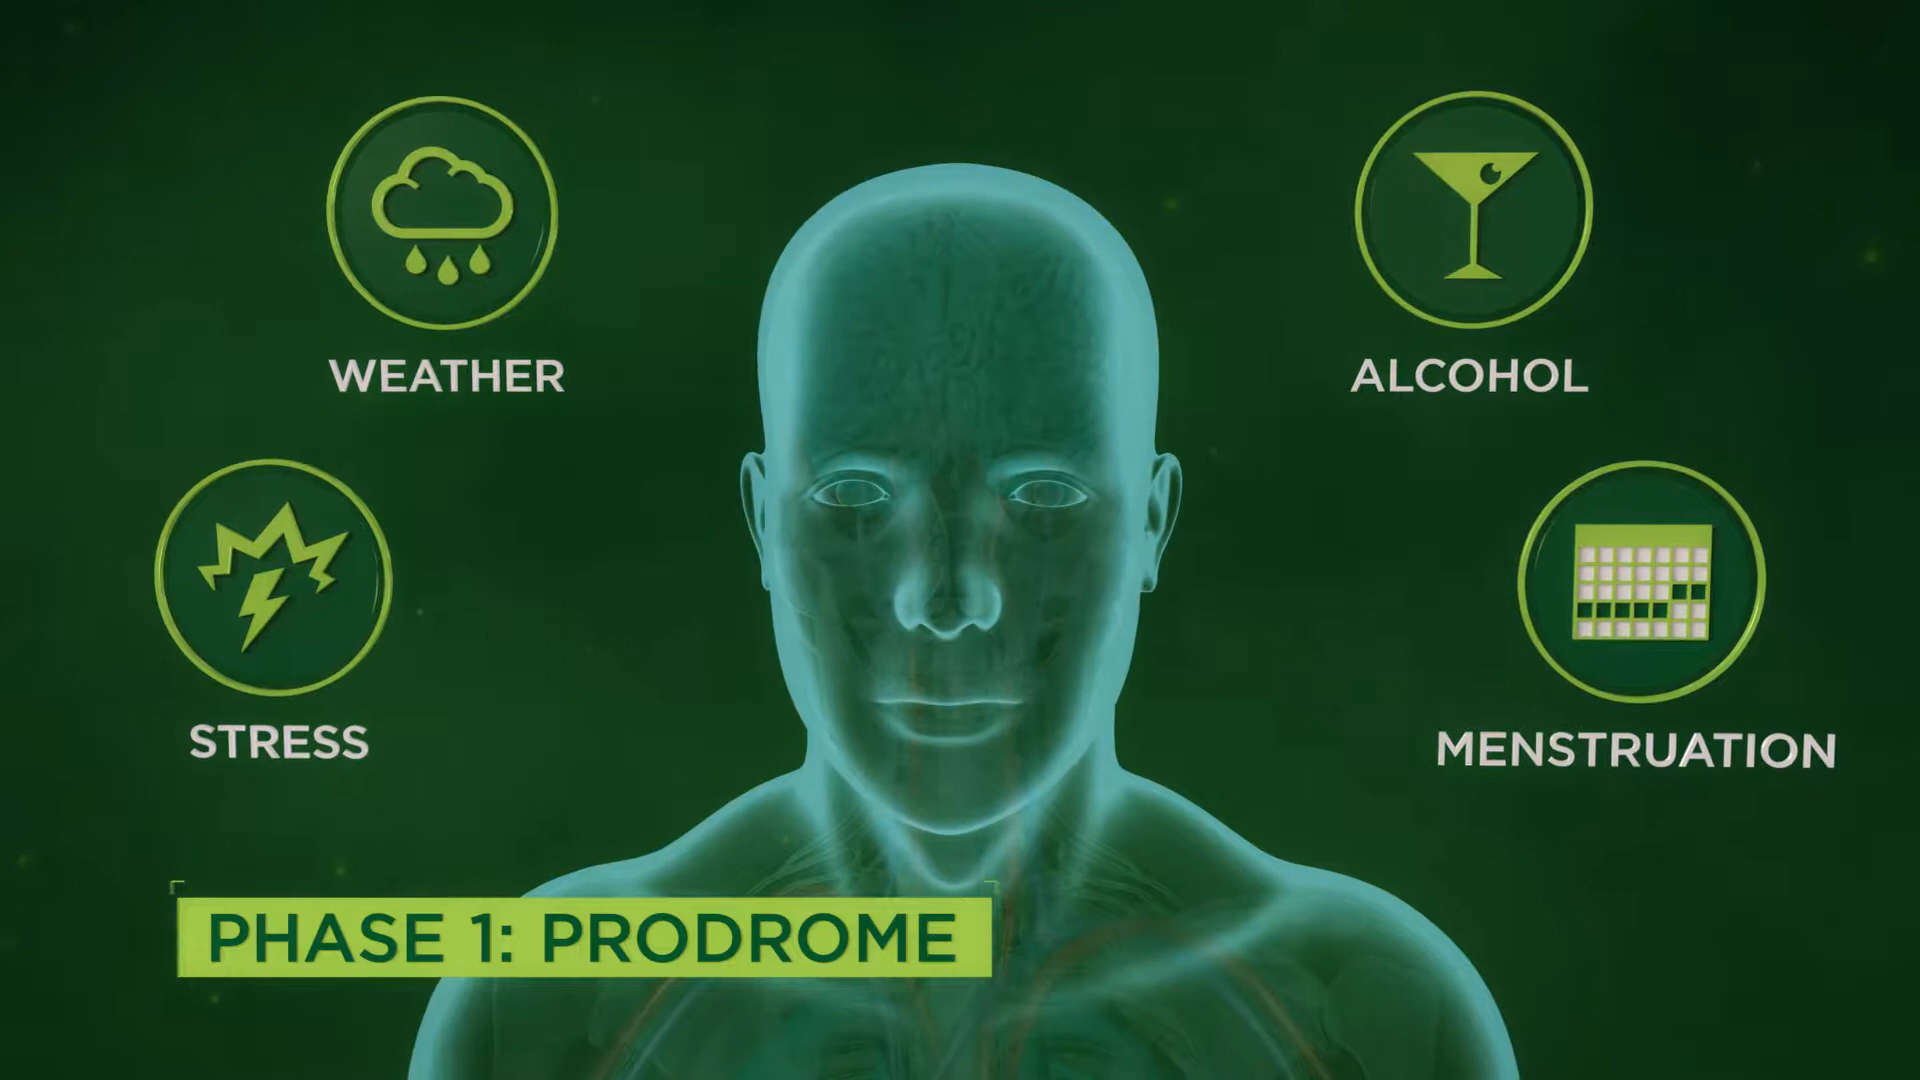 WEATHER
ALCOHOL
STRESS
MENSTRUATION
PHASE 1: PRODROME